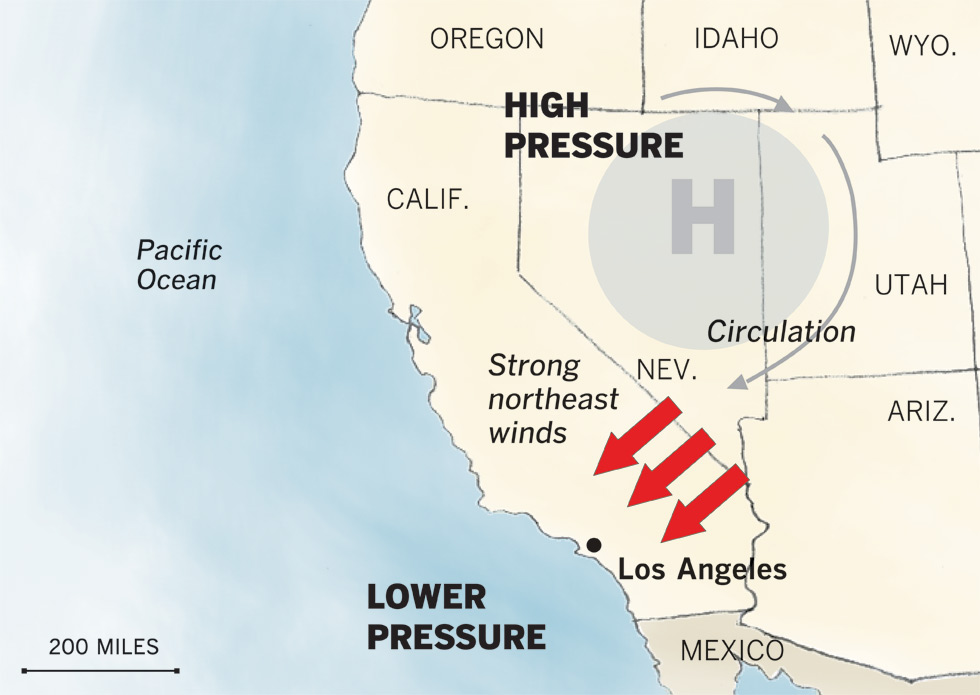 OREGON
IDAHO
WYO.
HIGH
PRESSURE
H
CALIF.
Pacific
Ocean
UTAH
Circulation
Strong
northeast
winds
NEV.
ARIZ.
Los Angeles
LOWER
PRESSURE
200 MILES
MEXICO